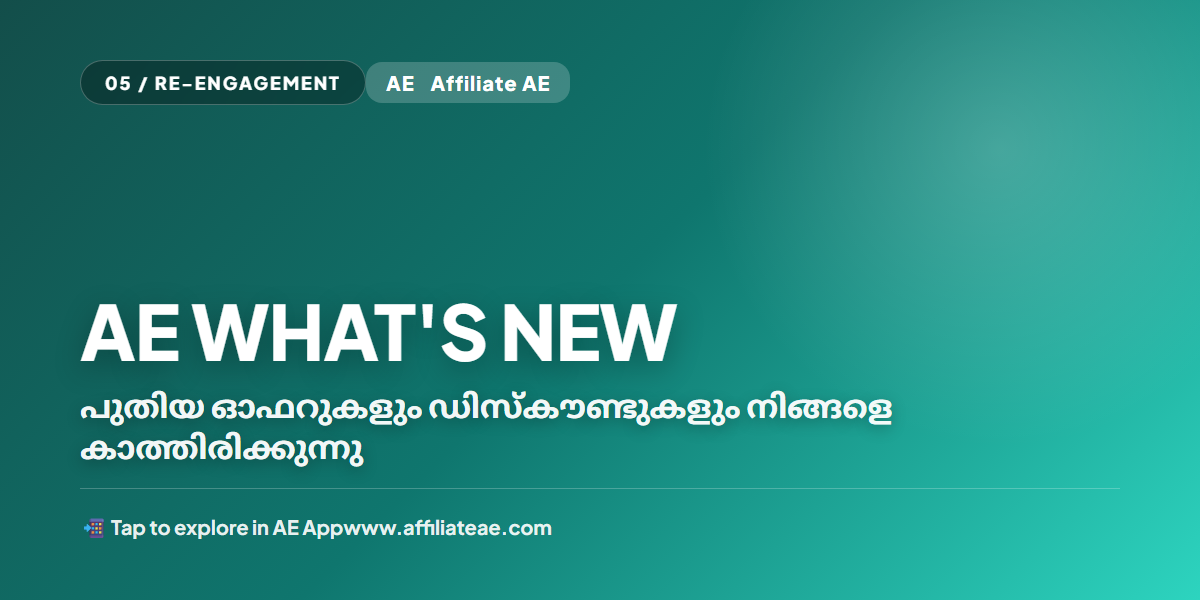 05 / RE-ENGAGEMENT
AE Affiliate AE
AE WHAT'S NEW
പുതിയ ഓഫറുകളും ഡിസ്കൗണ്ടുകളും നിങ്ങളെ
കാത്തിരിക്കുന്നു
📲 Tap to explore in AE Appwww.affiliateae.com